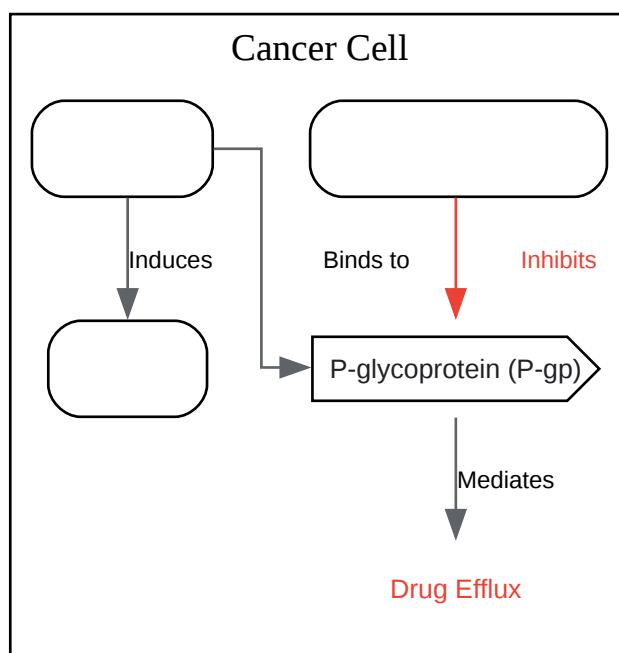 Cancer Cell
Induces
Binds to
Inhibits
P-glycoprotein (P-gp)
Mediates
Drug Efflux